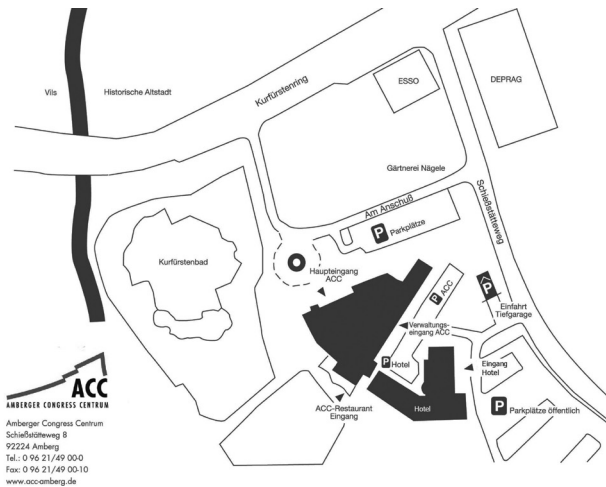 Vils
Historische Altstadt
Kurfürstenring
ESSO
DEPRAG
Gärtnerei Nägele
Am Anschuß
Schießstätteweg
P Parkplätze
Kurfürstenbad
Haupteingang
ACC
P ACC
P
Einfahrt
Tiefgarage
Verwaltungs-
eingang ACC
P Hotel
Eingang
Hotel
ACC-Restaurant
Eingang
Hotel
P Parkplätze öffentlich
ACC
AMBERGER CONGRESS CENTRUM
Amberger Congress Centrum
Schießstätteweg 8
92224 Amberg
Tel.: 0 96 21/49 00-0
Fax: 0 96 21/49 00-10
www.acc-amberg.de